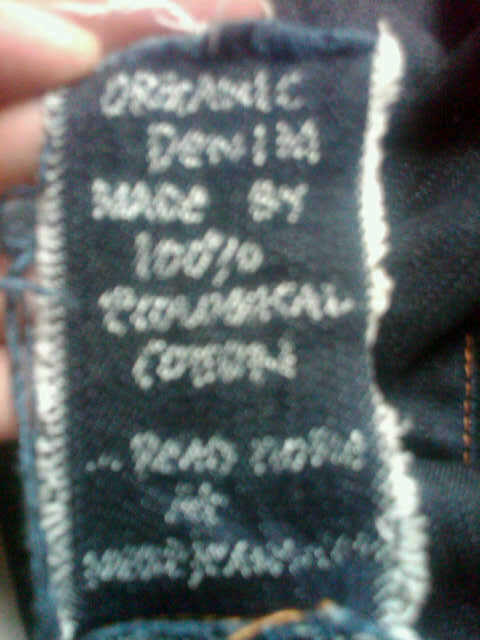 ORGANIC
DENIM
MADE BY
100%
ECOLOGICAL
COTTON
...READ MORE
AT